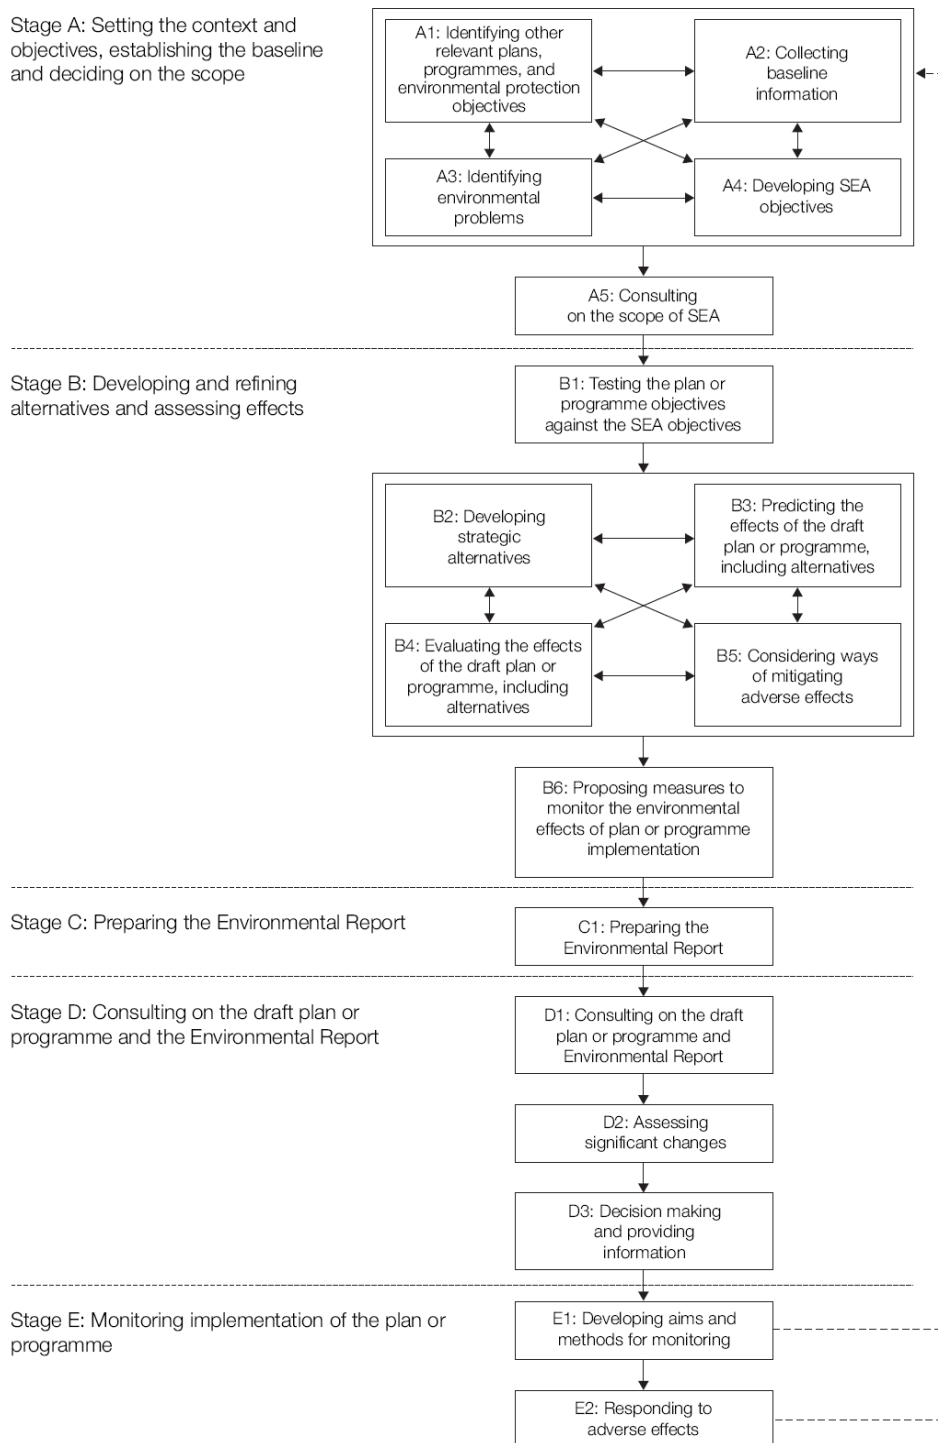 Stage A: Setting the context and
objectives, establishing the baseline
and deciding on the scope
A1: Identifying other
relevant plans,
programmes, and
environmental protection
objectives
A2: Collecting
baseline
information
A3: Identifying
environmental
problems
A4: Developing SEA
objectives
A5: Consulting
on the scope of SEA
Stage B: Developing and refining
alternatives and assessing effects
B1: Testing the plan or
programme objectives
against the SEA objectives
B2: Developing
strategic
alternatives
B3: Predicting the
effects of the draft
plan or programme,
including alternatives
B4: Evaluating the effects
of the draft plan or
programme, including
alternatives
B5: Considering ways
of mitigating
adverse effects
B6: Proposing measures to
monitor the environmental
effects of plan or programme
implementation
Stage C: Preparing the Environmental Report
C1: Preparing the
Environmental Report
Stage D: Consulting on the draft plan or
programme and the Environmental Report
D1: Consulting on the draft
plan or programme and
Environmental Report
D2: Assessing
significant changes
D3: Decision making
and providing
information
Stage E: Monitoring implementation of the plan or
programme
E1: Developing aims and
methods for monitoring
E2: Responding to
adverse effects